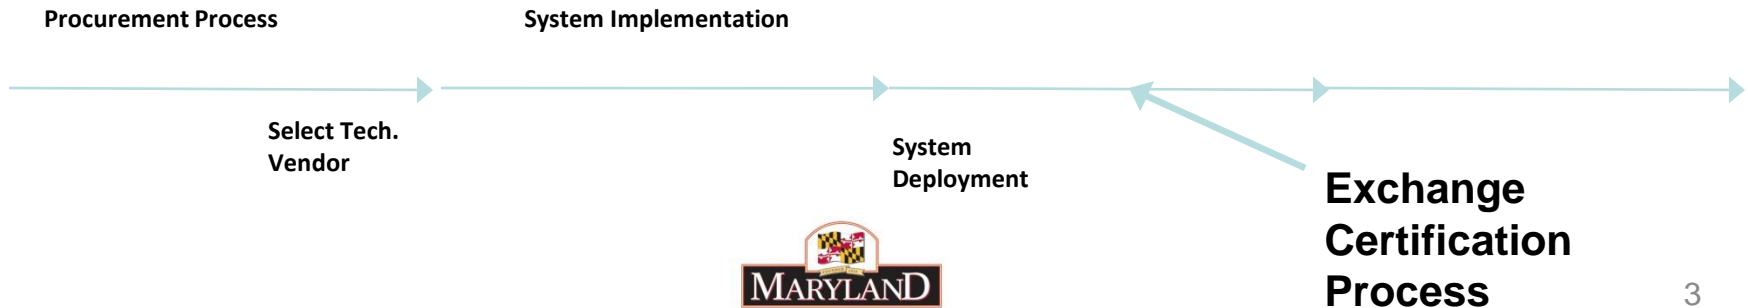 Procurement Process
System Implementation
Select Tech.
Vendor
System
Deployment
Exchange
Certification
Process
MARYLAND
3